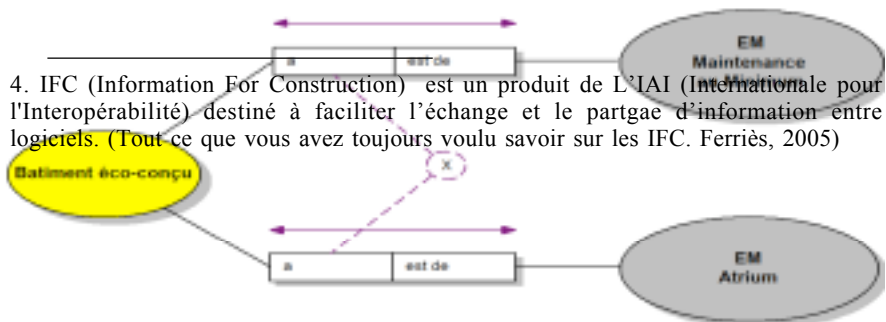 a est de
EM
Maintenance
au Minimum
4. IFC (Information For Construction) est un produit de L'IAI (Internationale pour
l'Interopérabilité) destiné à faciliter l'échange et le partgae d'information entre
logiciels. (Tout ce que vous avez toujours voulu savoir sur les IFC. Ferriès, 2005)
X
Batiment éco-conçu
a est de
EM
Atrium